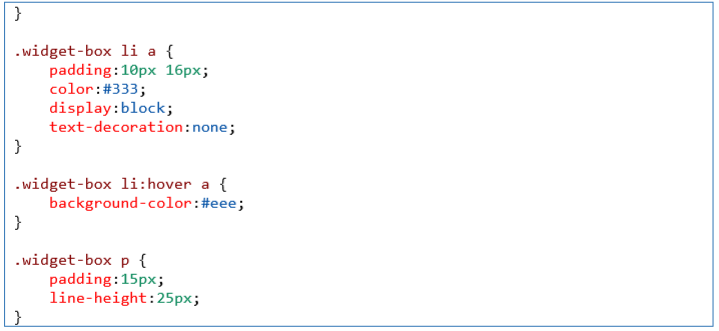 }
.widget-box li a {
    padding:10px 16px;
    color:#333;
    display:block;
    text-decoration:none;
}
.widget-box li:hover a {
    background-color:#eee;
}
.widget-box p {
    padding:15px;
    line-height:25px;
}